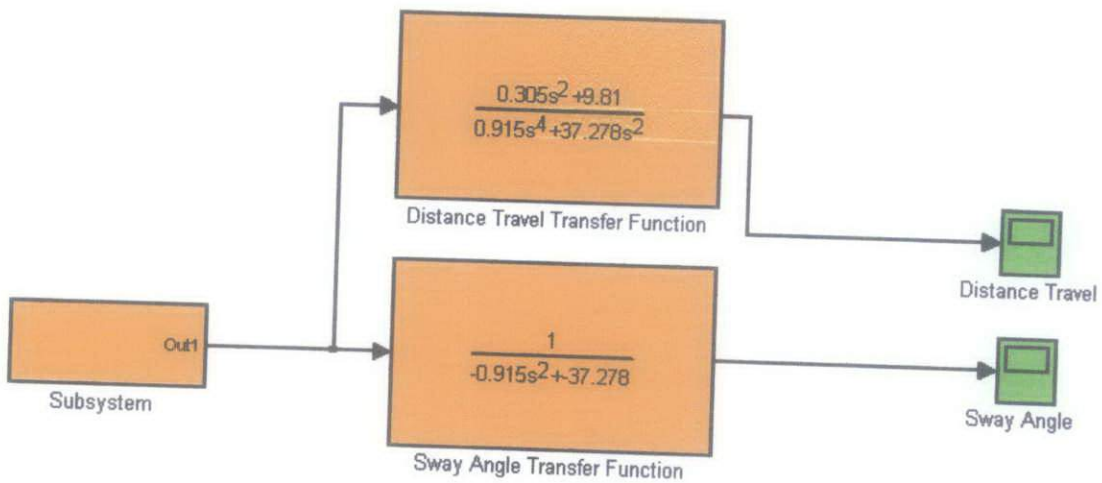 0.305s2+9.81
0.915s4+37.278s2
Distance Travel Transfer Function
Distance Travel
Out1
Subsystem
1
-0.915s2+-37.278
Sway Angle Transfer Function
Sway Angle